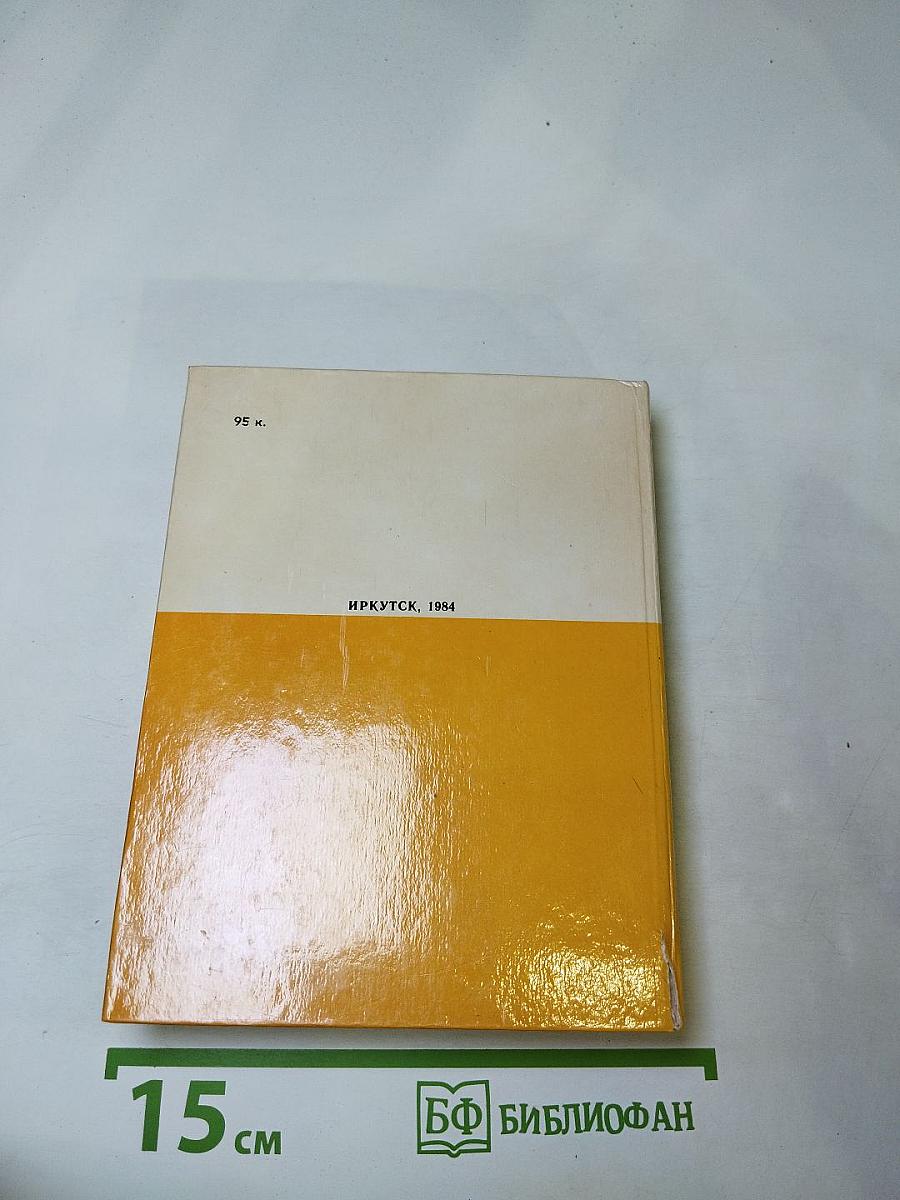 95 к.
ИРКУТСК, 1984
15 см
БФ БИБЛИОФАН